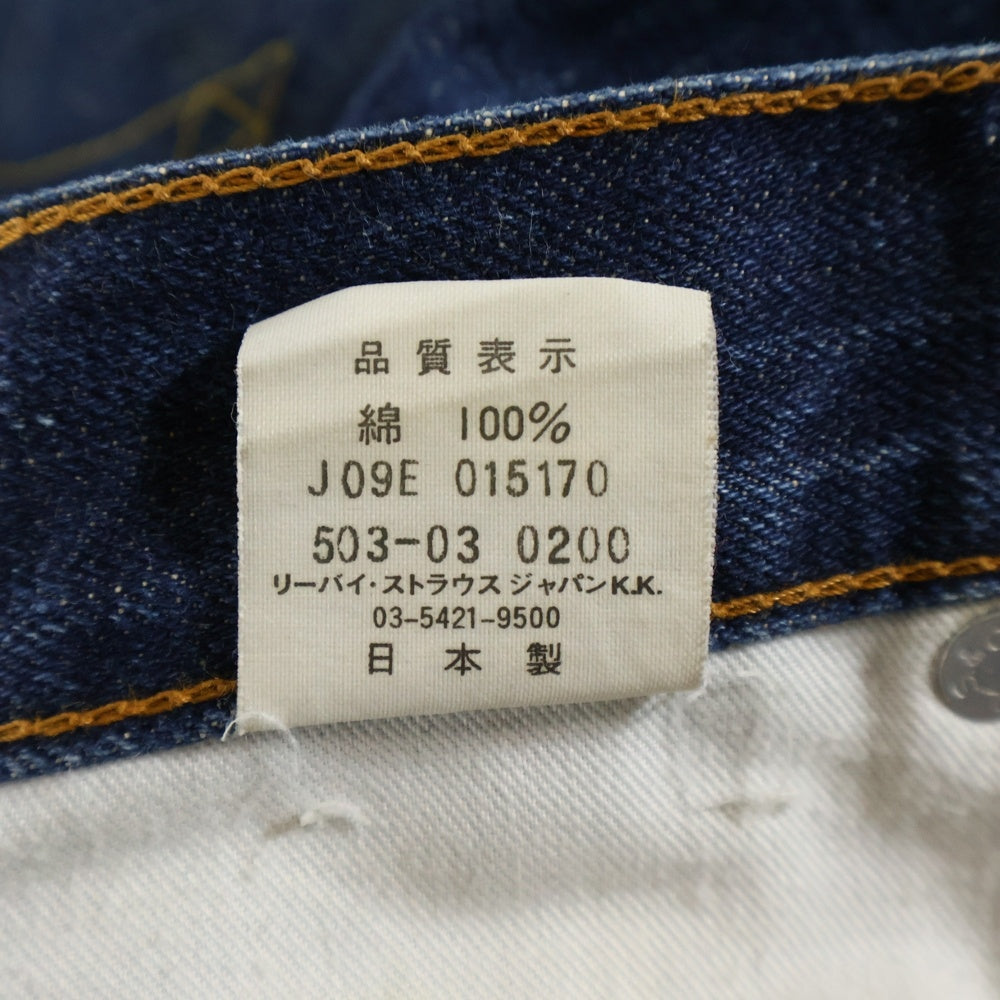 品質表示
綿 100%
J09E 015170
503-03 0200
リーバイ・ストラウス ジャパンK.K.
03-5421-9500
日本製